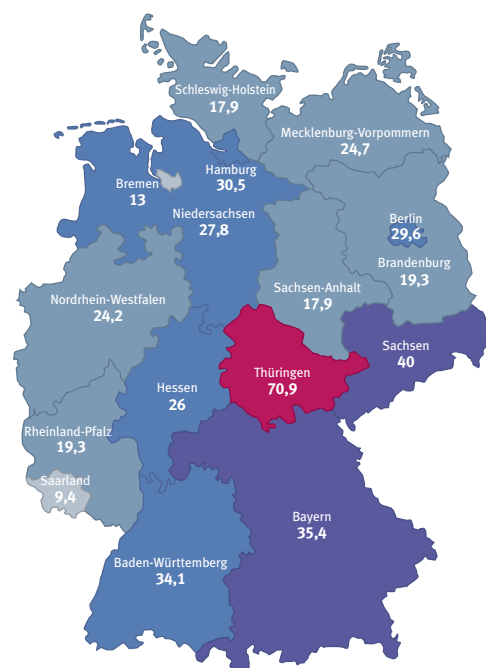 Schleswig-Holstein
17,9
Mecklenburg-Vorpommern
24,7
Hamburg
30,5
Bremen
13
Niedersachsen
27,8
Berlin
29,6
Brandenburg
19,3
Sachsen-Anhalt
17,9
Nordrhein-Westfalen
24,2
Sachsen
40
Thüringen
70,9
Hessen
26
Rheinland-Pfalz
19,3
Saarland
9,4
Bayern
35,4
Baden-Württemberg
34,1